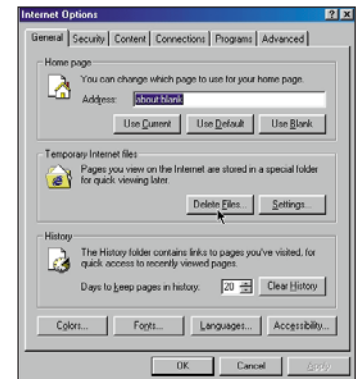 Internet Options
General Security Content Connections Programs Advanced
Home page
You can change which page to use for your home page.
Address: about:blank
Use Current Use Default Use Blank
Temporary Internet files
Pages you view on the Internet are stored in a special folder
for quick viewing later.
Delete Files... Settings...
History
The History folder contains links to pages you've visited, for
quick access to recently viewed pages.
Days to keep pages in history: 20 Clear History
Colors... Fonts... Languages... Accessibility...
OK Cancel Apply